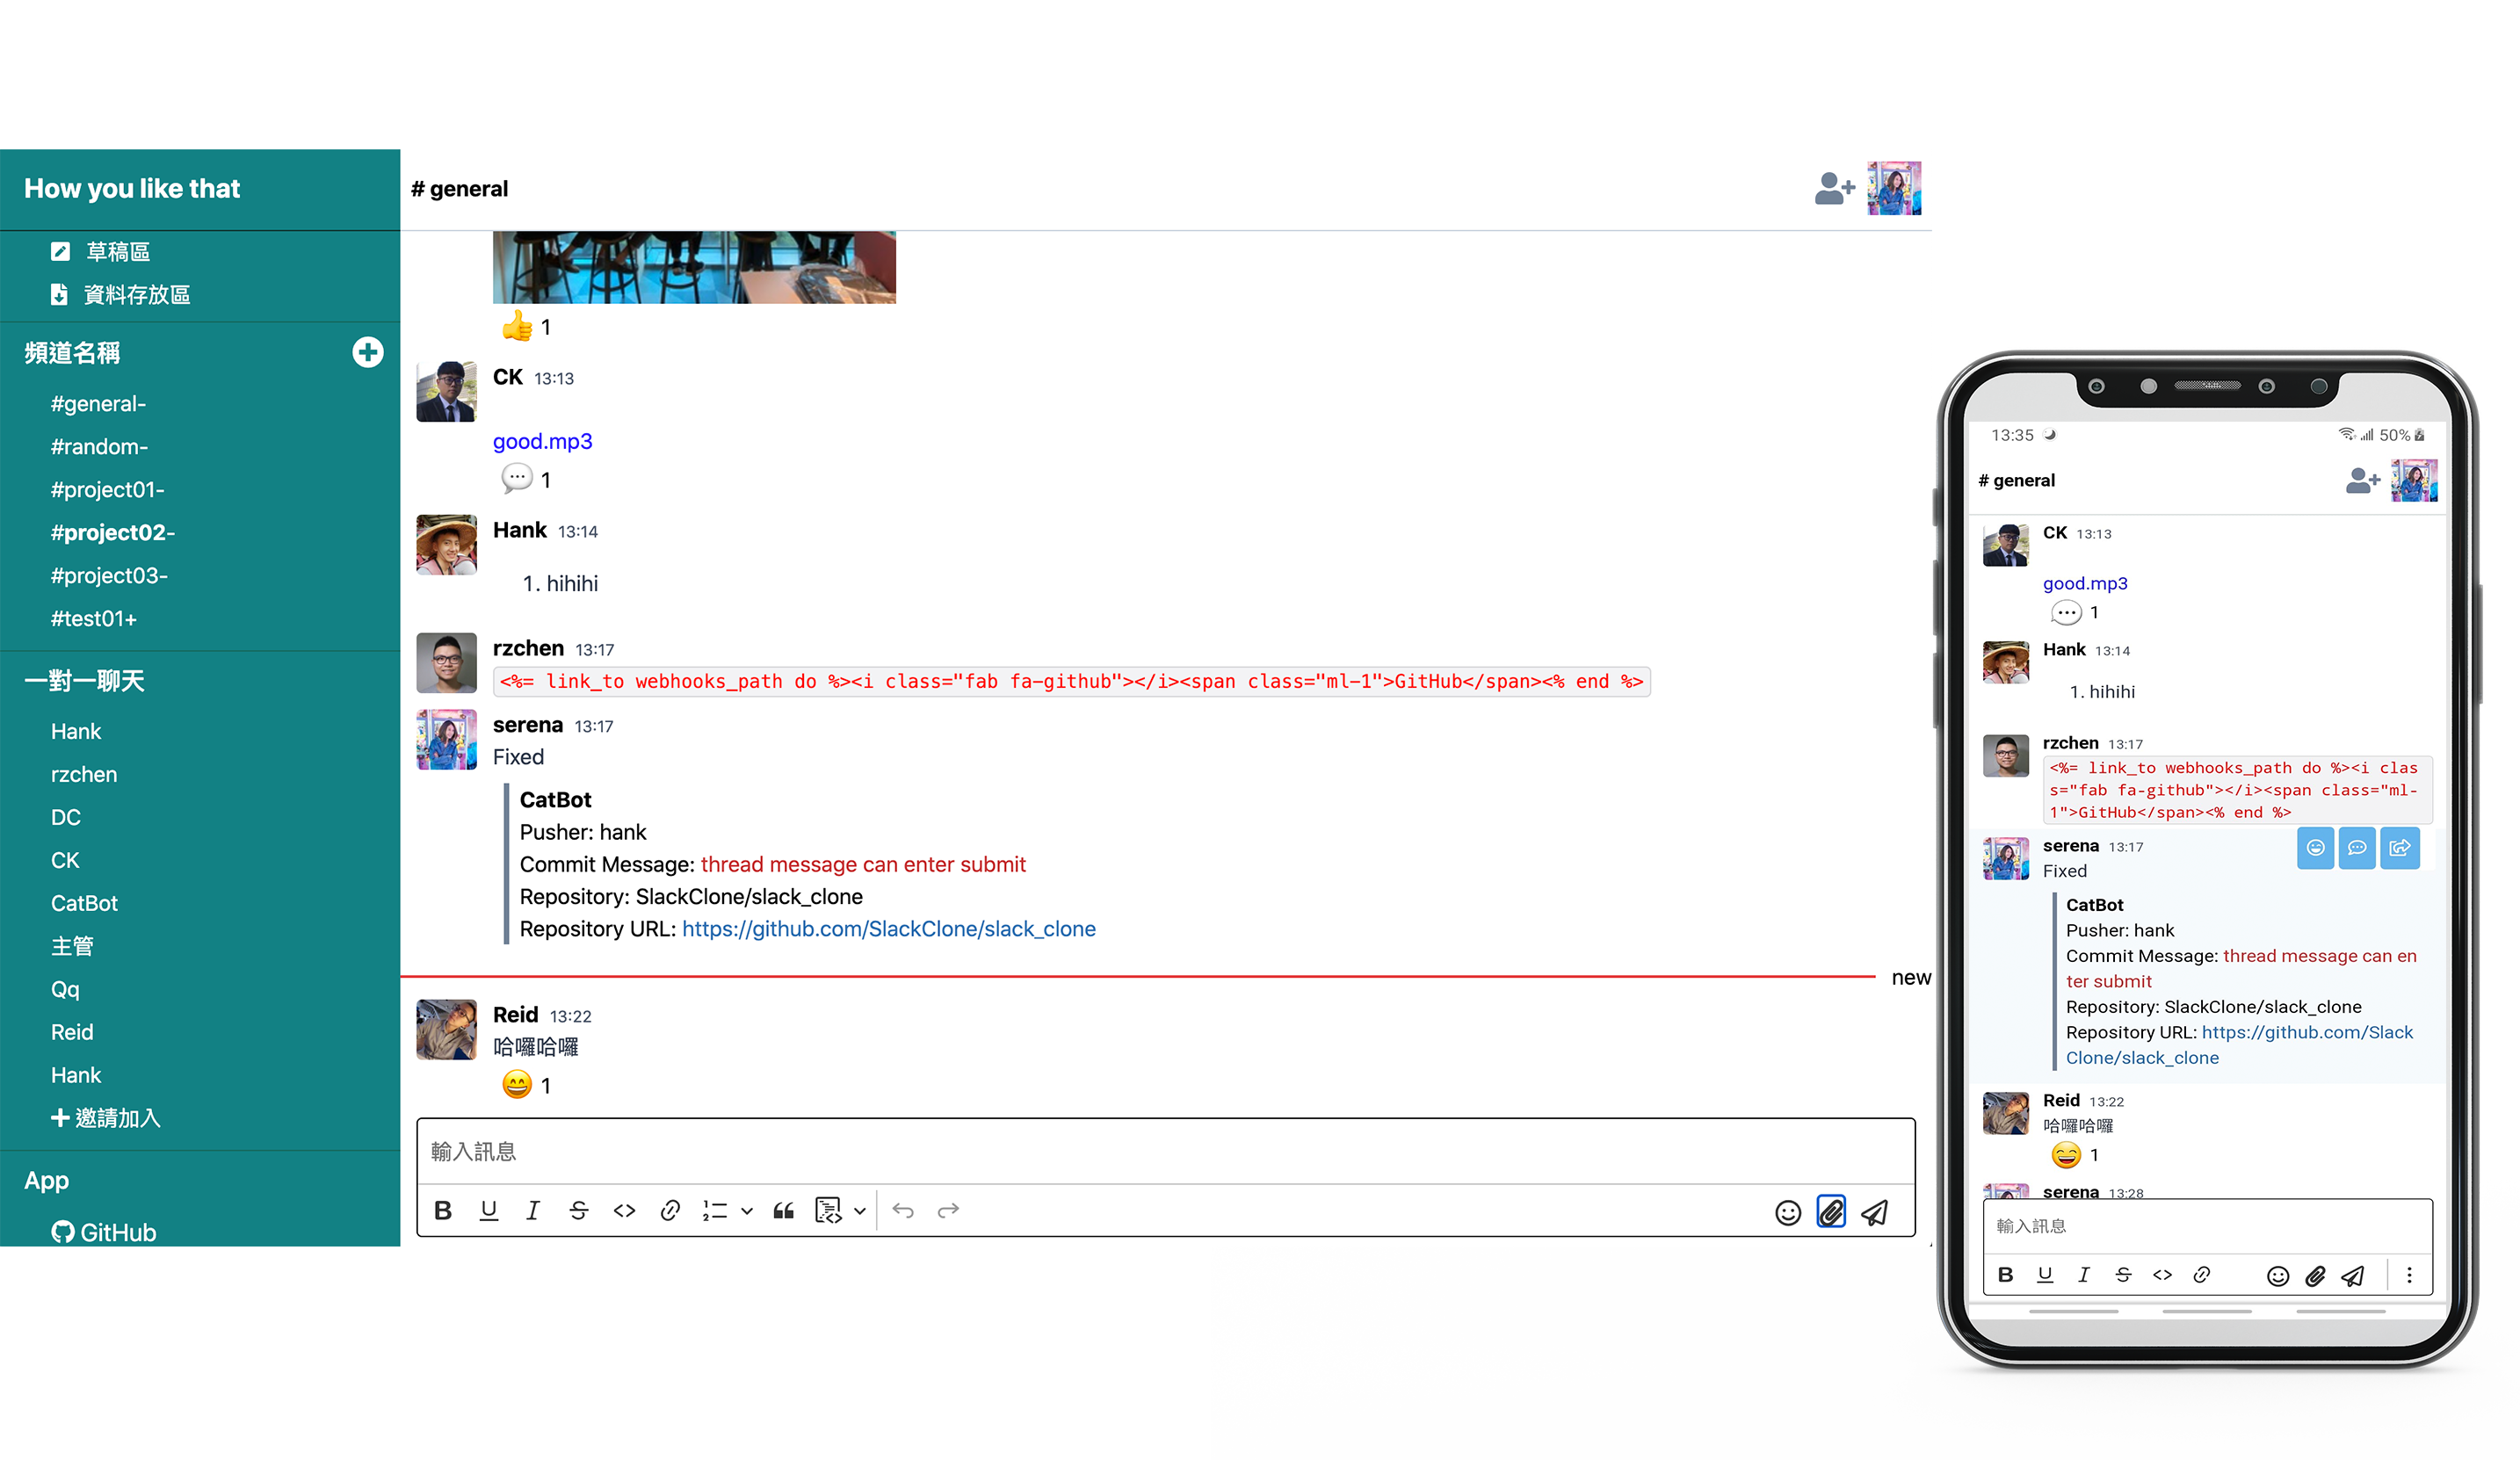 How you like that
草稿區
資料存放區
頻道名稱
#general-
#random-
#project01-
#project02-
#project03-
#test01+
一對一聊天
Hank
rzchen
DC
CK
CatBot
主管
Qq
Reid
Hank
邀請加入
App
GitHub
# general
1
CK 13:13
good.mp3
1
Hank 13:14
1. hihihi
rzchen 13:17
<%= link_to webhooks_path do %><i class="fab fa-github"></i><span class="ml-1">GitHub</span><% end %>
serena 13:17
Fixed
CatBot
Pusher: hank
Commit Message: thread message can enter submit
Repository: SlackClone/slack_clone
Repository URL: https://github.com/SlackClone/slack_clone
new
Reid 13:22
哈囉哈囉
1
輸入訊息
B U I S <>
13:35 50%
# general
CK 13:13
good.mp3
1
Hank 13:14
1. hihihi
rzchen 13:17
<%= link_to webhooks_path do %><i clas
s="fab fa-github"></i><span class="ml-
1">GitHub</span><% end %>
serena 13:17
Fixed
CatBot
Pusher: hank
Commit Message: thread message can en
ter submit
Repository: SlackClone/slack_clone
Repository URL: https://github.com/Slack
Clone/slack_clone
Reid 13:22
哈囉哈囉
1
serena 13:28
輸入訊息
B U I S <>